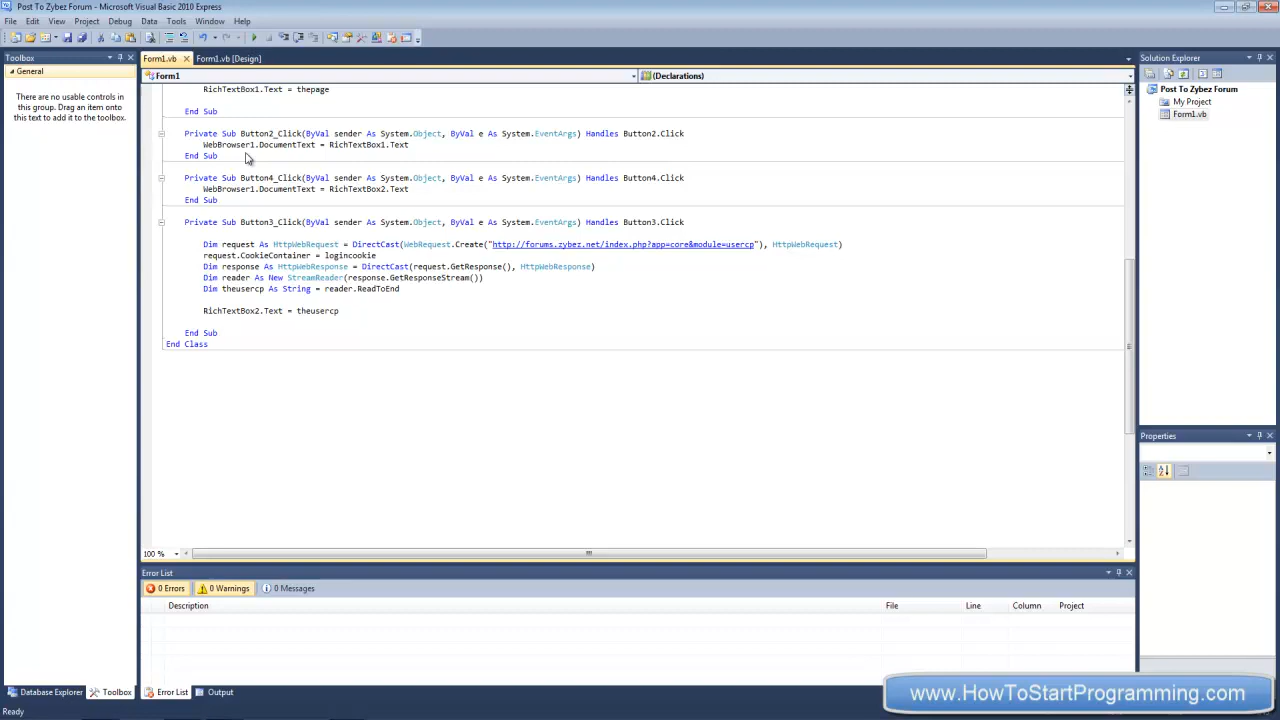 Post To Zybez Forum - Microsoft Visual Basic 2010 Express
File Edit View Project Debug Data Tools Window Help
Toolbox
Form1.vb Form1.vb [Design]
Solution Explorer
General
Form1
(Declarations)
There are no usable controls in
this group. Drag an item onto
this text to add it to the toolbox.
Post To Zybez Forum
My Project
Form1.vb
RichTextBox1.Text = thepage
End Sub
Private Sub Button2_Click(ByVal sender As System.Object, ByVal e As System.EventArgs) Handles Button2.Click
WebBrowser1.DocumentText = RichTextBox1.Text
End Sub
Private Sub Button4_Click(ByVal sender As System.Object, ByVal e As System.EventArgs) Handles Button4.Click
WebBrowser1.DocumentText = RichTextBox2.Text
End Sub
Private Sub Button3_Click(ByVal sender As System.Object, ByVal e As System.EventArgs) Handles Button3.Click
Dim request As HttpWebRequest = DirectCast(WebRequest.Create("http://forums.zybez.net/index.php?app=core&module=usercp"), HttpWebRequest)
request.CookieContainer = logincookie
Dim response As HttpWebResponse = DirectCast(request.GetResponse(), HttpWebResponse)
Dim reader As New StreamReader(response.GetResponseStream())
Dim theusercp As String = reader.ReadToEnd
RichTextBox2.Text = theusercp
End Sub
End Class
Properties
100 %
Error List
0 Errors 0 Warnings 0 Messages
Description File Line Column Project
Database Explorer Toolbox Error List Output
www.HowToStartProgramming.com
Ready